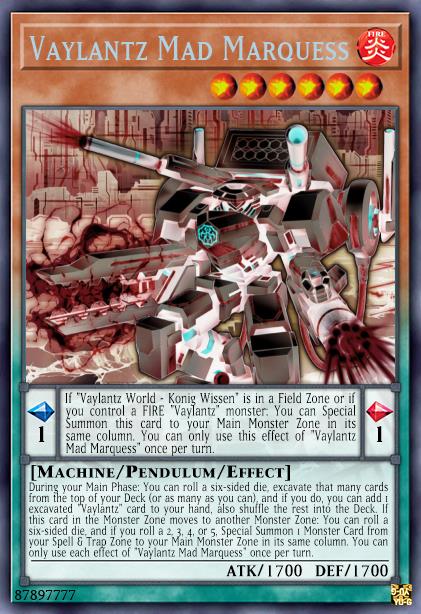 Vaylantz Mad Marquess
FIRE
炎
If "Vaylantz World - Konig Wissen" is in a Field Zone or if
you control a FIRE "Vaylantz" monster: You can Special
Summon this card to your Main Monster Zone in its
same column. You can only use this effect of "Vaylantz
Mad Marquess" once per turn.
1
1
[Machine/Pendulum/Effect]
During your Main Phase: You can roll a six-sided die, excavate that many cards
from the top of your Deck (or as many as you can), and if you do, you can add 1
excavated "Vaylantz" card to your hand, also shuffle the rest into the Deck. If
this card in the Monster Zone moves to another Monster Zone: You can roll a
six-sided die, and if you roll a 2, 3, 4, or 5, Special Summon 1 Monster Card from
your Spell & Trap Zone to your Main Monster Zone in its same column. You can
only use each effect of "Vaylantz Mad Marquess" once per turn.
ATK/1700 DEF/1700
87897777